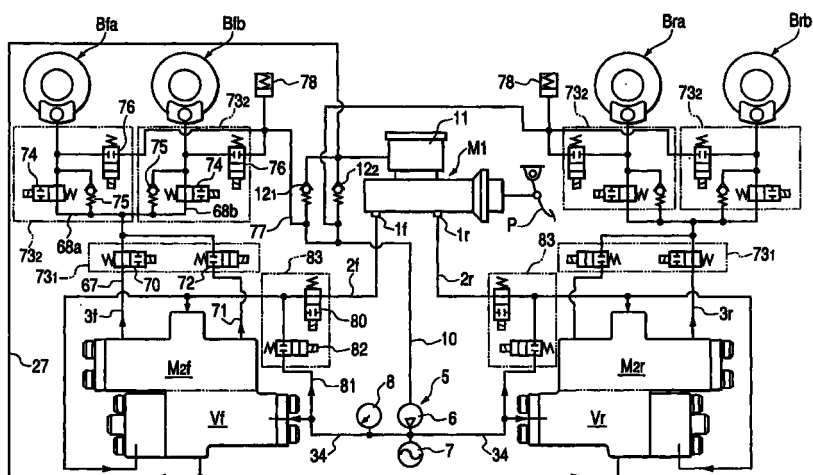 Bfa Bfb Bra Brb
78 73₂ 78 73₂ 73₂
76 11
75 74 M1
74 76 12₁ 12₂
75 68b P
73₂ 68a 77 1f 1r
83 83
73₁ 70 72 2f 2r 73₁
67
3f 71 80 3r
82 10
27 M2f 81 8 5 M2r
Vf 6 Vr
34 7 34